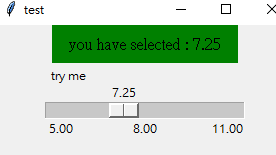 test
you have selected : 7.25
try me
7.25
5.00 8.00 11.00